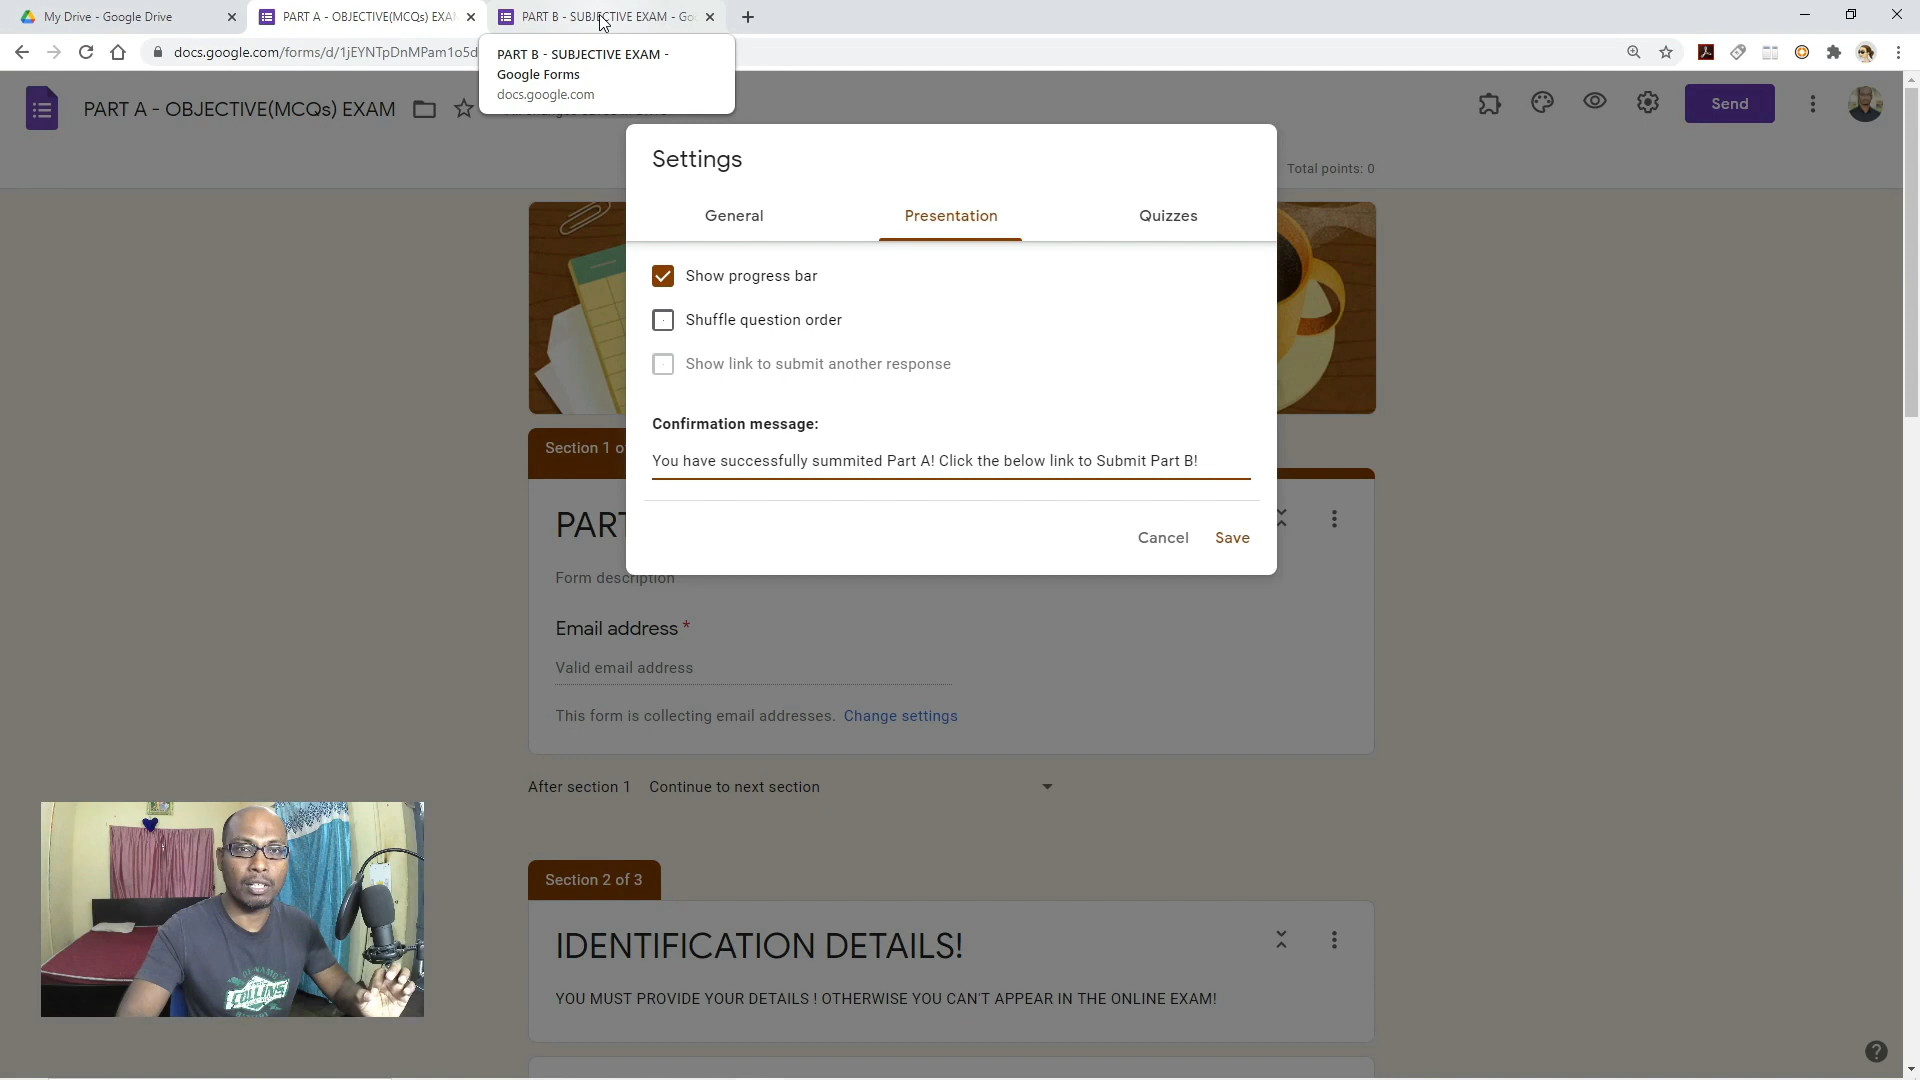 My Drive - Google Drive
PART A - OBJECTIVE(MCQs) EXA
PART B - SUBJECTIVE EXAM - Go
docs.google.com/forms/d/1jEYNTpDnMPam1o5d
PART B - SUBJECTIVE EXAM -
Google Forms
docs.google.com
PART A - OBJECTIVE(MCQs) EXAM
Send
Total points: 0
Settings
General
Presentation
Quizzes
Show progress bar
Shuffle question order
Show link to submit another response
Confirmation message:
You have successfully summited Part A! Click the below link to Submit Part B!
Cancel
Save
Section 1 o
PART
Form description
Email address *
Valid email address
This form is collecting email addresses. Change settings
After section 1 Continue to next section
Section 2 of 3
IDENTIFICATION DETAILS!
YOU MUST PROVIDE YOUR DETAILS ! OTHERWISE YOU CAN'T APPEAR IN THE ONLINE EXAM!
COLLINS